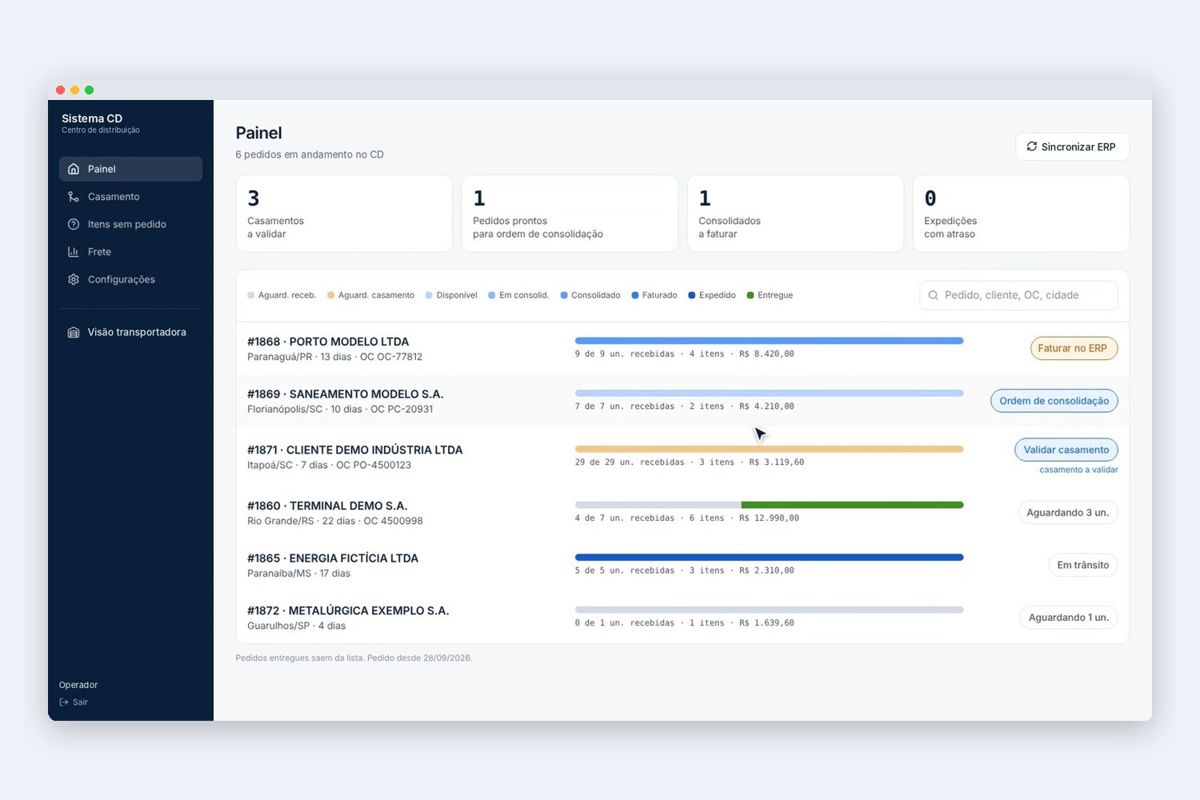 Sistema CD
Centro de distribuição
Painel
Casamento
Itens sem pedido
Frete
Configurações
Visão transportadora
Operador
Sair
Painel
6 pedidos em andamento no CD
Sincronizar ERP
3
Casamentos
a validar
1
Pedidos prontos
para ordem de consolidação
1
Consolidados
a faturar
0
Expedições
com atraso
Aguard. receb. Aguard. casamento Disponível Em consolid. Consolidado Faturado Expedido Entregue
Pedido, cliente, OC, cidade
#1868 · PORTO MODELO LTDA
Paranaguá/PR · 13 dias · OC OC-77812
9 de 9 un. recebidas · 4 itens · R$ 8.420,00
Faturar no ERP
#1869 · SANEAMENTO MODELO S.A.
Florianópolis/SC · 10 dias · OC PC-20931
7 de 7 un. recebidas · 2 itens · R$ 4.210,00
Ordem de consolidação
#1871 · CLIENTE DEMO INDÚSTRIA LTDA
Itapoá/SC · 7 dias · OC PO-4500123
29 de 29 un. recebidas · 3 itens · R$ 3.119,60
Validar casamento
casamento a validar
#1860 · TERMINAL DEMO S.A.
Rio Grande/RS · 22 dias · OC 4500998
4 de 7 un. recebidas · 6 itens · R$ 12.990,00
Aguardando 3 un.
#1865 · ENERGIA FICTÍCIA LTDA
Paranaíba/MS · 17 dias
5 de 5 un. recebidas · 3 itens · R$ 2.310,00
Em trânsito
#1872 · METALÚRGICA EXEMPLO S.A.
Guarulhos/SP · 4 dias
0 de 1 un. recebidas · 1 itens · R$ 1.639,60
Aguardando 1 un.
Pedidos entregues saem da lista. Pedido desde 28/09/2026.